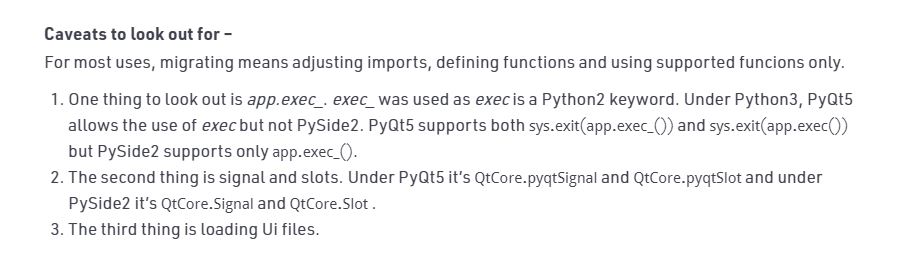 Caveats to look out for –
For most uses, migrating means adjusting imports, defining functions and using supported funcions only.
1. One thing to look out is app.exec_. exec_ was used as exec is a Python2 keyword. Under Python3, PyQt5
allows the use of exec but not PySide2. PyQt5 supports both sys.exit(app.exec_()) and sys.exit(app.exec())
but PySide2 supports only app.exec_().
2. The second thing is signal and slots. Under PyQt5 it's QtCore.pyqtSignal and QtCore.pyqtSlot and under
PySide2 it's QtCore.Signal and QtCore.Slot .
3. The third thing is loading Ui files.